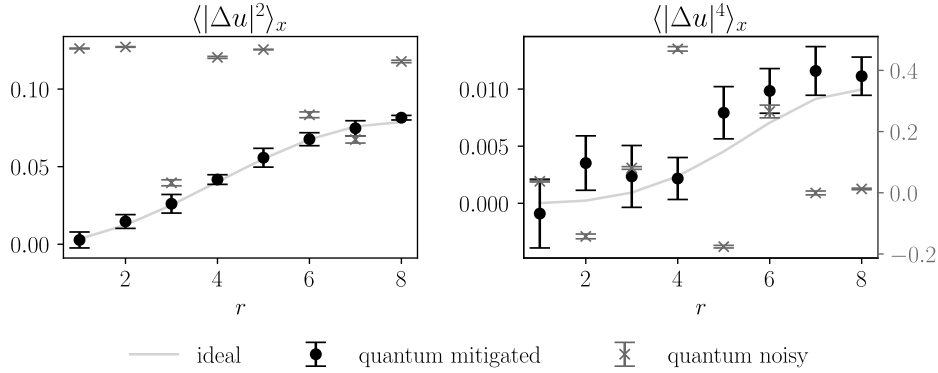 ⟨|Δu|²⟩ₓ
⟨|Δu|⁴⟩ₓ
0.10
0.05
0.00
2
4
6
8
r
0.010
0.005
0.000
2
4
6
8
r
0.4
0.2
0.0
−0.2
ideal
quantum mitigated
quantum noisy